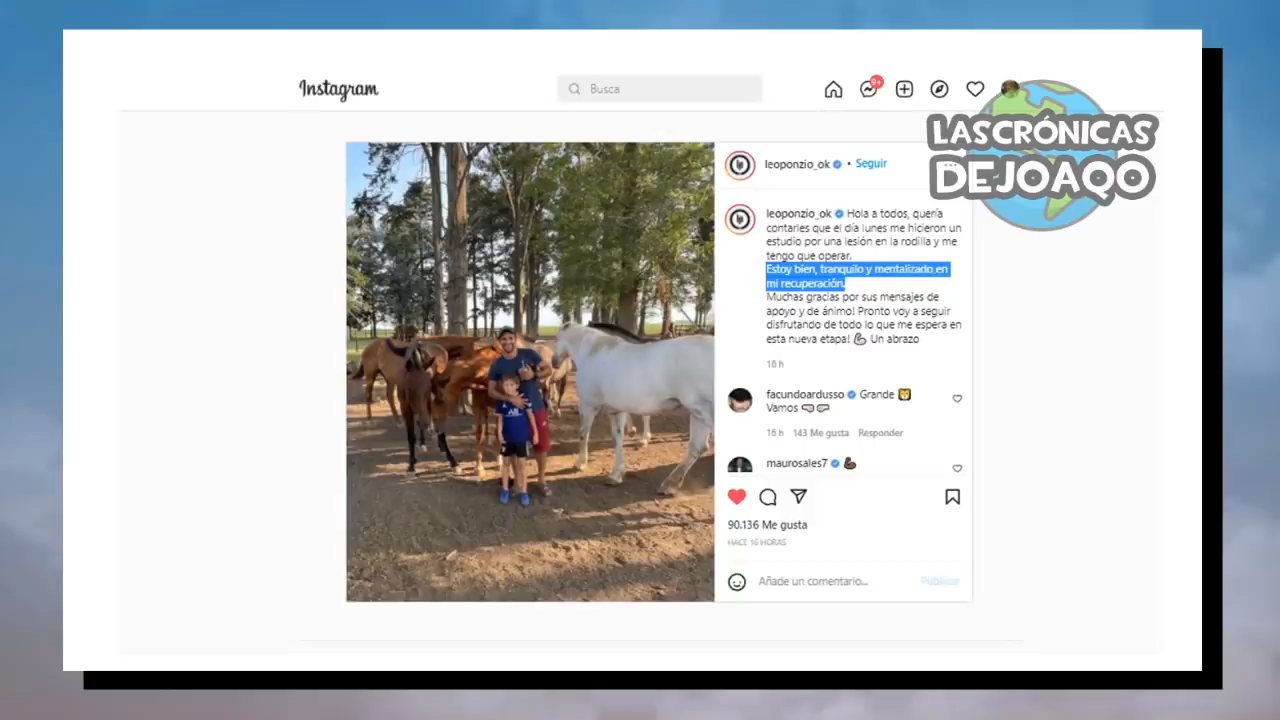 Instagram
Busca
9+
LASCRÓNICAS
DEJOAQO
leoponzio_ok • Seguir
leoponzio_ok Hola a todos, quería
contarles que el día lunes me hicieron un
estudio por una lesión en la rodilla y me
tengo que operar.
Estoy bien, tranquilo y mentalizado en
mi recuperación.
Muchas gracias por sus mensajes de
apoyo y de ánimo! Pronto voy a seguir
disfrutando de todo lo que me espera en
esta nueva etapa! 💪 Un abrazo
16 h
facundoardusso Grande 🦁
Vamos 🤜🤛
16 h 143 Me gusta Responder
maurosales7 💪🏿
90.136 Me gusta
HACE 16 HORAS
Añade un comentario...
Publicar